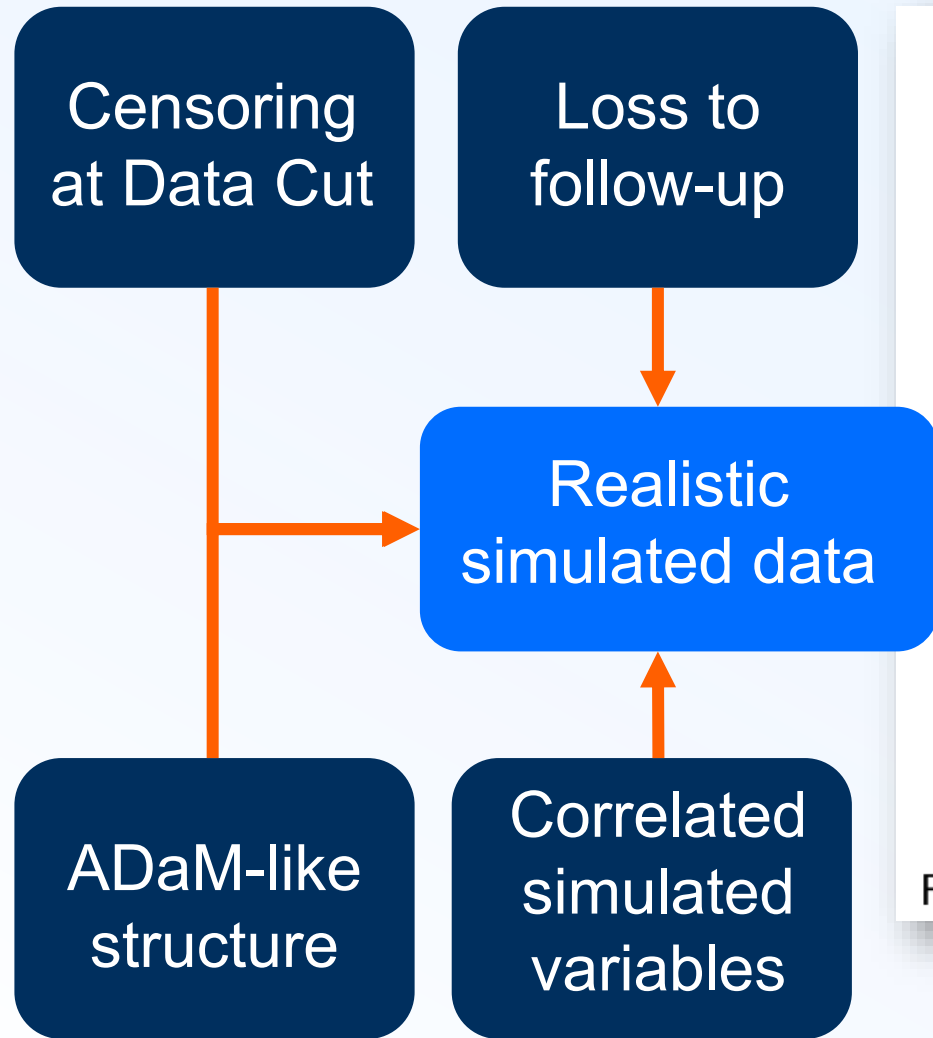 Censoring
at Data Cut
Loss to
follow-up
Realistic
simulated data
ADaM-like
structure
Correlated
simulated
variables